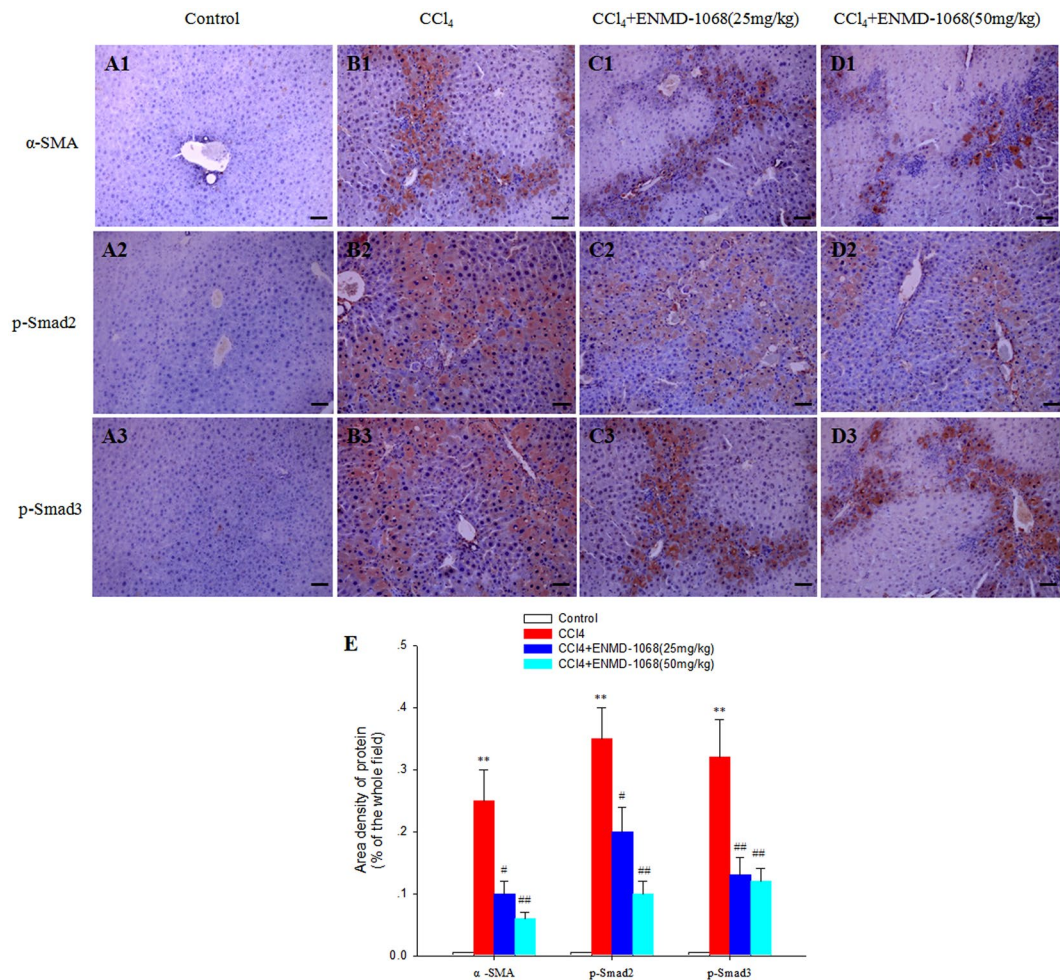 Control CCl₄ CCl₄+ENMD-1068(25mg/kg) CCl₄+ENMD-1068(50mg/kg)
A1 B1 C1 D1
α-SMA
A2 B2 C2 D2
p-Smad2
A3 B3 C3 D3
p-Smad3
E
Control
CCl4
CCl4+ENMD-1068(25mg/kg)
CCl4+ENMD-1068(50mg/kg)
Area density of protein
(% of the whole field)
.5
.4
.3
.2
.1
0.0
** # ##
** # ##
** ## ##
α -SMA p-Smad2 p-Smad3